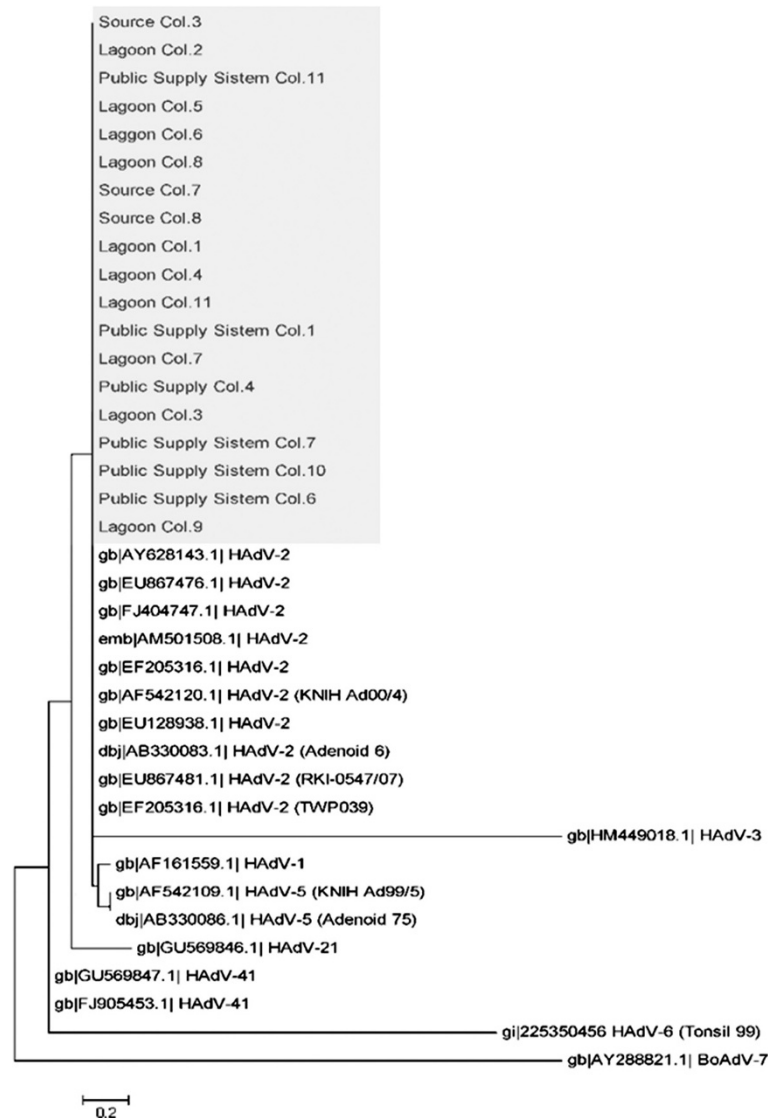 Source Col.3
Lagoon Col.2
Public Supply Sistem Col.11
Lagoon Col.5
Laggon Col.6
Lagoon Col.8
Source Col.7
Source Col.8
Lagoon Col.1
Lagoon Col.4
Lagoon Col.11
Public Supply Sistem Col.1
Lagoon Col.7
Public Supply Col.4
Lagoon Col.3
Public Supply Sistem Col.7
Public Supply Sistem Col.10
Public Supply Sistem Col.6
Lagoon Col.9
gb|AY628143.1| HAdV-2
gb|EU867476.1| HAdV-2
gb|FJ404747.1| HAdV-2
emb|AM501508.1| HAdV-2
gb|EF205316.1| HAdV-2
gb|AF542120.1| HAdV-2 (KNIH Ad00/4)
gb|EU128938.1| HAdV-2
dbj|AB330083.1| HAdV-2 (Adenoid 6)
gb|EU867481.1| HAdV-2 (RKI-0547/07)
gb|EF205316.1| HAdV-2 (TWP039)
gb|HM449018.1| HAdV-3
gb|AF161559.1| HAdV-1
gb|AF542109.1| HAdV-5 (KNIH Ad99/5)
dbj|AB330086.1| HAdV-5 (Adenoid 75)
gb|GU569846.1| HAdV-21
gb|GU569847.1| HAdV-41
gb|FJ905453.1| HAdV-41
gi|225350456 HAdV-6 (Tonsil 99)
gb|AY288821.1| BoAdV-7
0.2